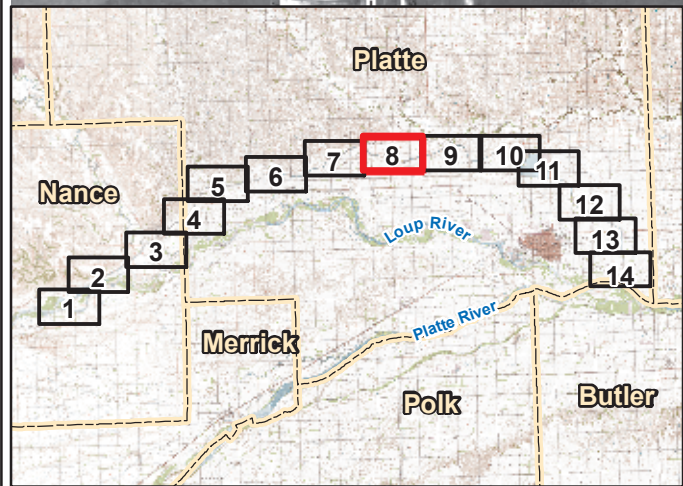 Platte
8
9
10
7
11
6
5
Nance
12
4
Loup River
13
3
14
2
1
Platte River
Merrick
Butler
Polk